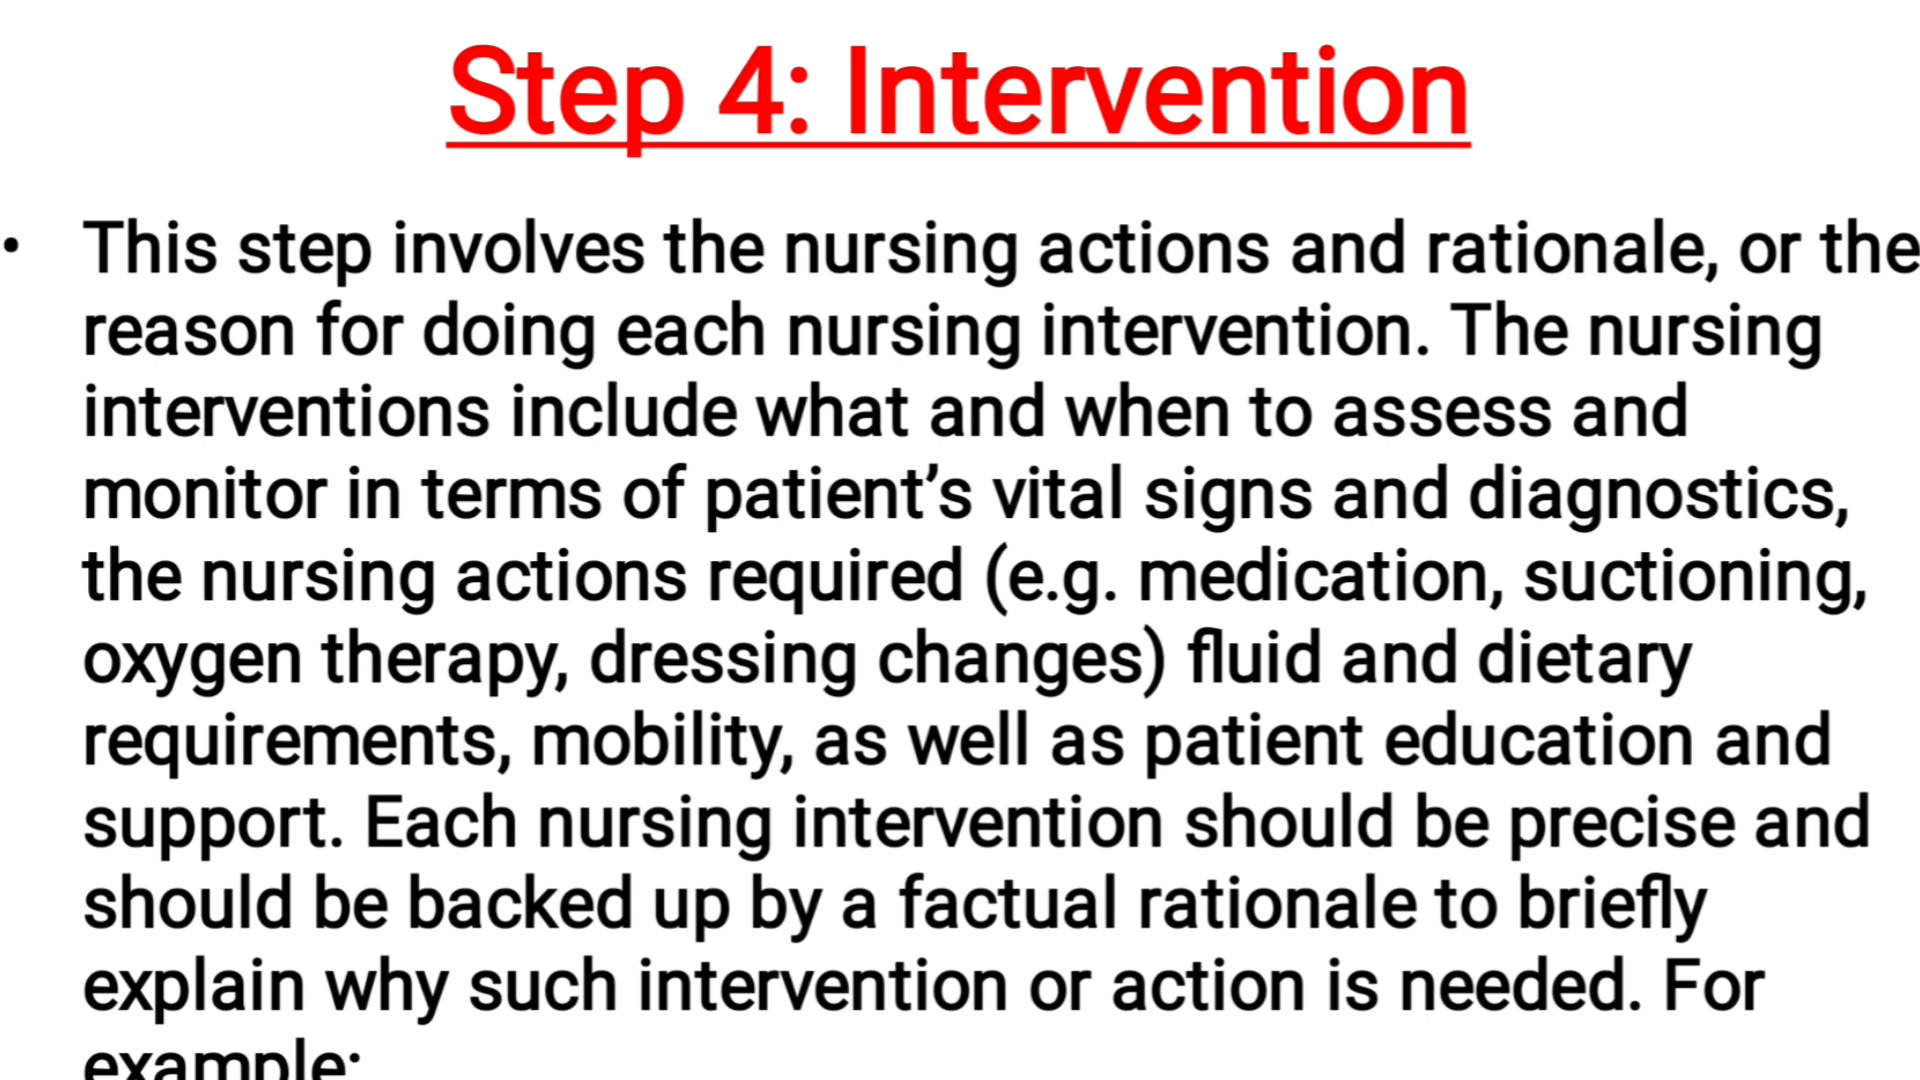 Step 4: Intervention
• This step involves the nursing actions and rationale, or the
reason for doing each nursing intervention. The nursing
interventions include what and when to assess and
monitor in terms of patient’s vital signs and diagnostics,
the nursing actions required (e.g. medication, suctioning,
oxygen therapy, dressing changes) fluid and dietary
requirements, mobility, as well as patient education and
support. Each nursing intervention should be precise and
should be backed up by a factual rationale to briefly
explain why such intervention or action is needed. For
example: